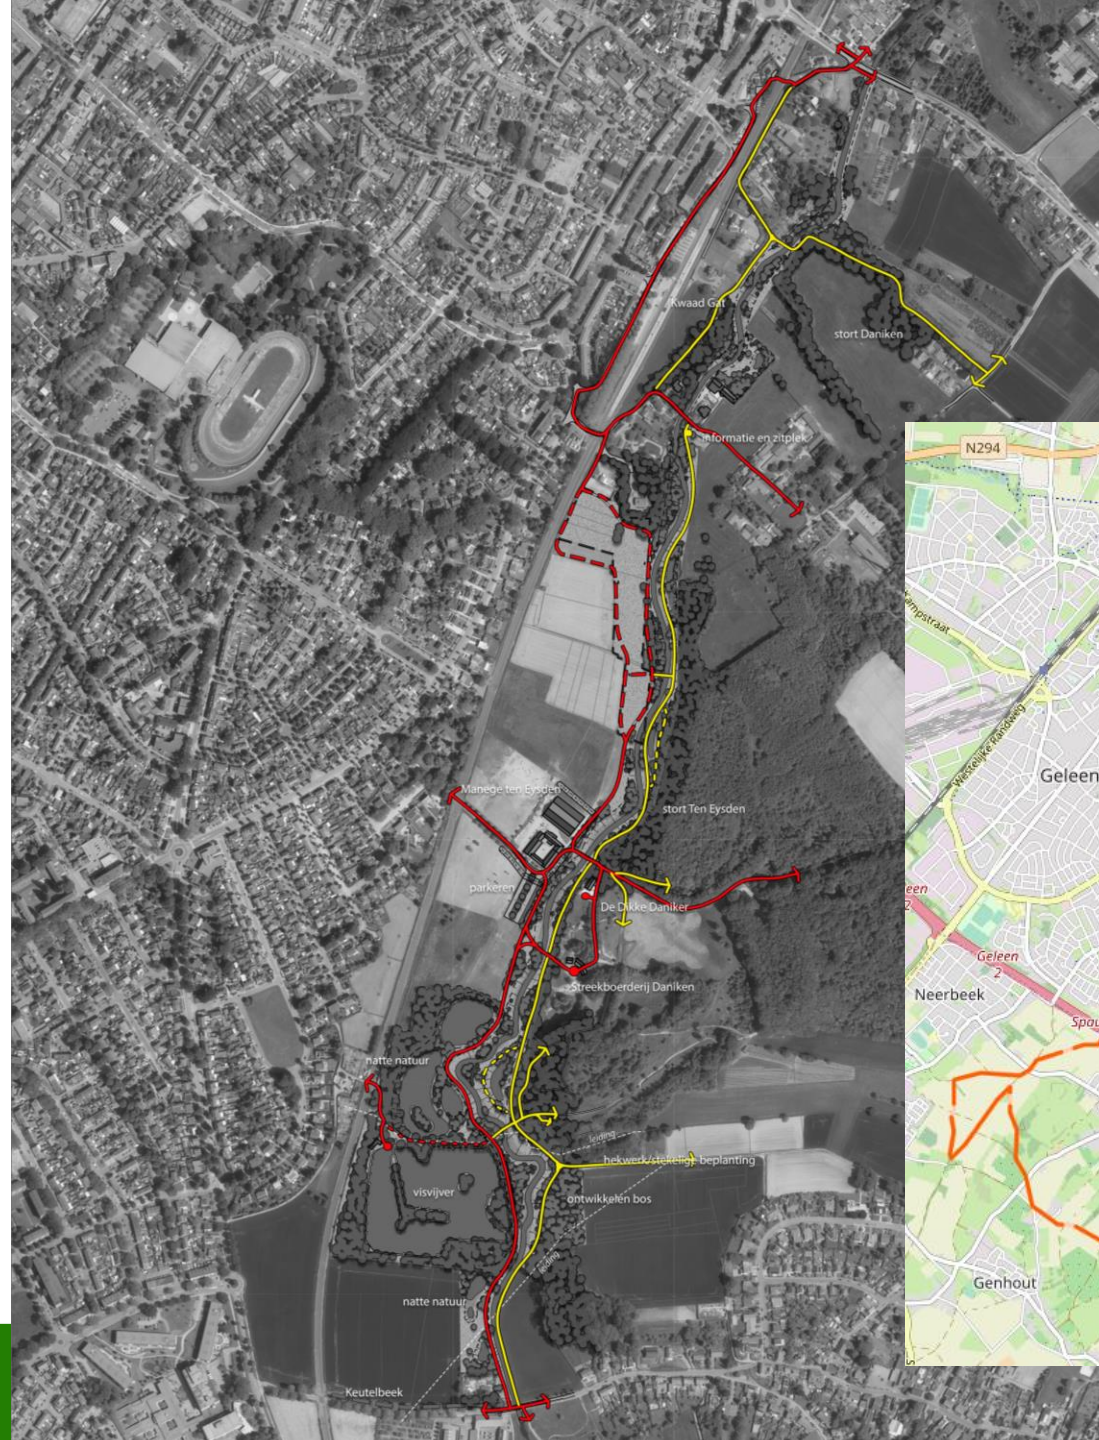 Kwaad Gat
stort Daniken
informatie en zitplek
N294
Westelijke Randweg
Geleen
Manege ten Eysden
stort Ten Eysden
parkeren
De Dikke Daniker
Streekboerderij Daniken
Geleen
2
Neerbeek
natte natuur
leiding
hekwerk/stekelige beplanting
visvijver
ontwikkelen bos
leiding
natte natuur
Genhout
Keutelbeek